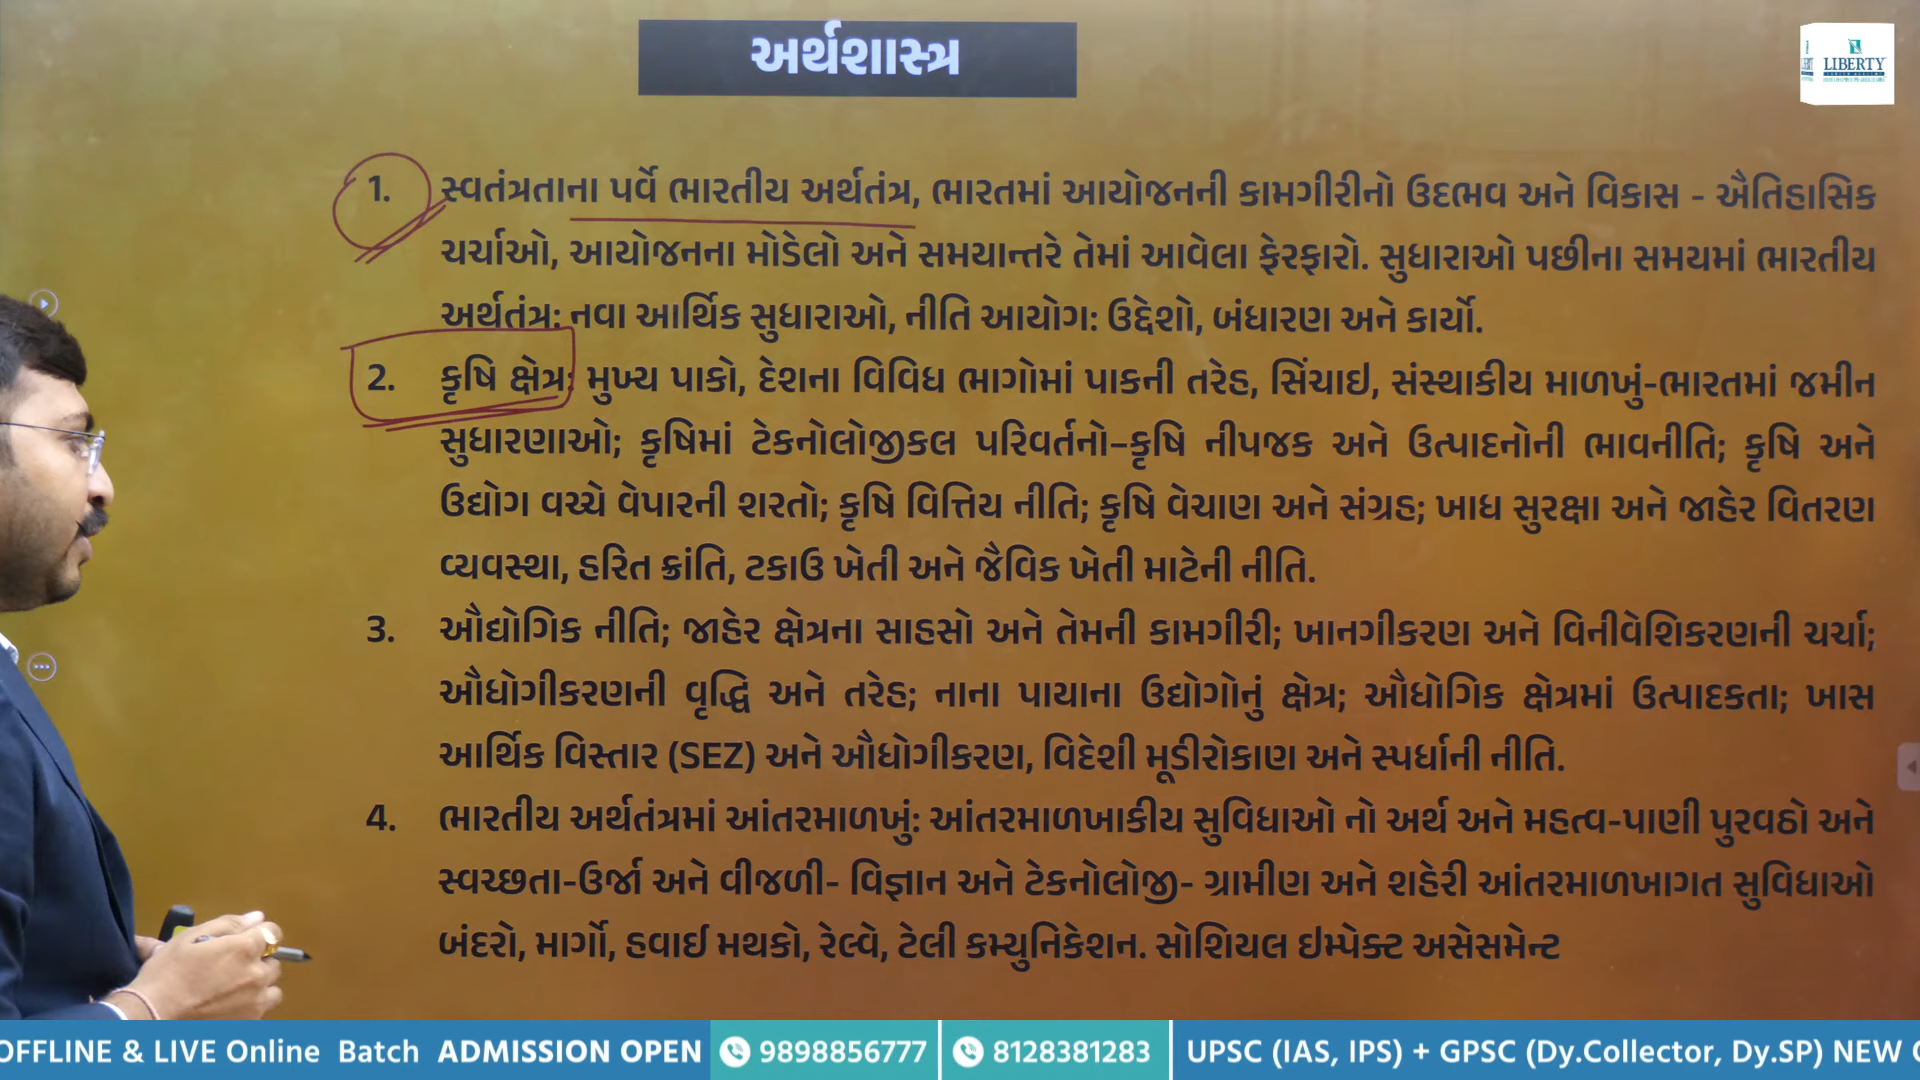 અર્થશાસ્ત્ર
LIBERTY
1. સ્વતંત્રતાના પર્વે ભારતીય અર્થતંત્ર, ભારતમાં આયોજનની કામગીરીનો ઉદભવ અને વિકાસ - ઐતિહાસિક
ચર્ચાઓ, આયોજનના મોડેલો અને સમયાન્તરે તેમાં આવેલા ફેરફારો. સુધારાઓ પછીના સમયમાં ભારતીય
અર્થતંત્ર: નવા આર્થિક સુધારાઓ, નીતિ આયોગ: ઉદ્દેશો, બંધારણ અને કાર્યો.
2. કૃષિ ક્ષેત્ર: મુખ્ય પાકો, દેશના વિવિધ ભાગોમાં પાકની તરેહ, સિંચાઇ, સંસ્થાકીય માળખું-ભારતમાં જમીન
સુધારણાઓ; કૃષિમાં ટેકનોલોજીકલ પરિવર્તનો–કૃષિ નીપજક અને ઉત્પાદનોની ભાવનીતિ; કૃષિ અને
ઉદ્યોગ વચ્ચે વેપારની શરતો; કૃષિ વિત્તિય નીતિ; કૃષિ વેચાણ અને સંગ્રહ; ખાધ સુરક્ષા અને જાહેર વિતરણ
વ્યવસ્થા, હરિત ક્રાંતિ, ટકાઉ ખેતી અને જૈવિક ખેતી માટેની નીતિ.
3. ઔદ્યોગિક નીતિ; જાહેર ક્ષેત્રના સાહસો અને તેમની કામગીરી; ખાનગીકરણ અને વિનીવેશિકરણની ચર્ચા;
ઔધોગીકરણની વૃદ્ધિ અને તરેહ; નાના પાયાના ઉદ્યોગોનું ક્ષેત્ર; ઔધોગિક ક્ષેત્રમાં ઉત્પાદકતા; ખાસ
આર્થિક વિસ્તાર (SEZ) અને ઔધોગીકરણ, વિદેશી મૂડીરોકાણ અને સ્પર્ધાની નીતિ.
4. ભારતીય અર્થતંત્રમાં આંતરમાળખું: આંતરમાળખાકીય સુવિધાઓ નો અર્થ અને મહત્વ-પાણી પુરવઠો અને
સ્વચ્છતા-ઉર્જા અને વીજળી- વિજ્ઞાન અને ટેકનોલોજી- ગ્રામીણ અને શહેરી આંતરમાળખાગત સુવિધાઓ
બંદરો, માર્ગો, હવાઈ મથકો, રેલ્વે, ટેલી કમ્યુનિકેશન. સોશિયલ ઇમ્પેક્ટ અસેસમેન્ટ
OFFLINE & LIVE Online Batch ADMISSION OPEN 9898856777 8128381283 UPSC (IAS, IPS) + GPSC (Dy.Collector, Dy.SP) NEW